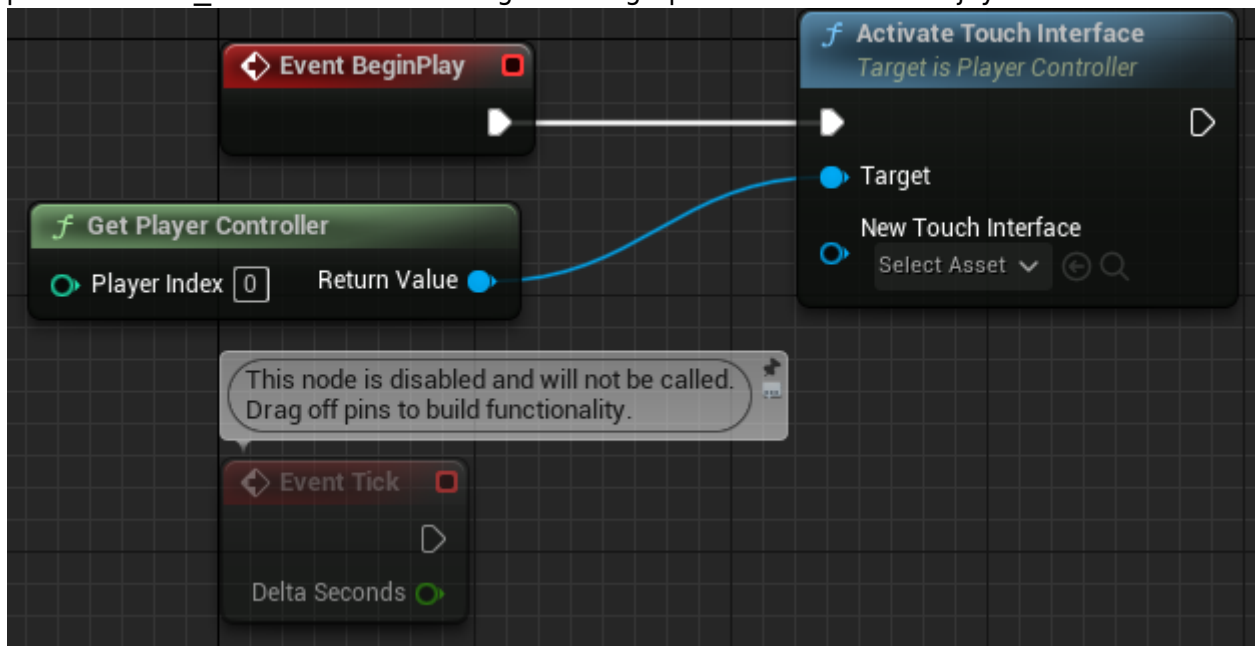 Event BeginPlay
Activate Touch Interface
Target is Player Controller
Target
New Touch Interface
Select Asset
Get Player Controller
Player Index 0
Return Value
This node is disabled and will not be called.
Drag off pins to build functionality.
Event Tick
Delta Seconds